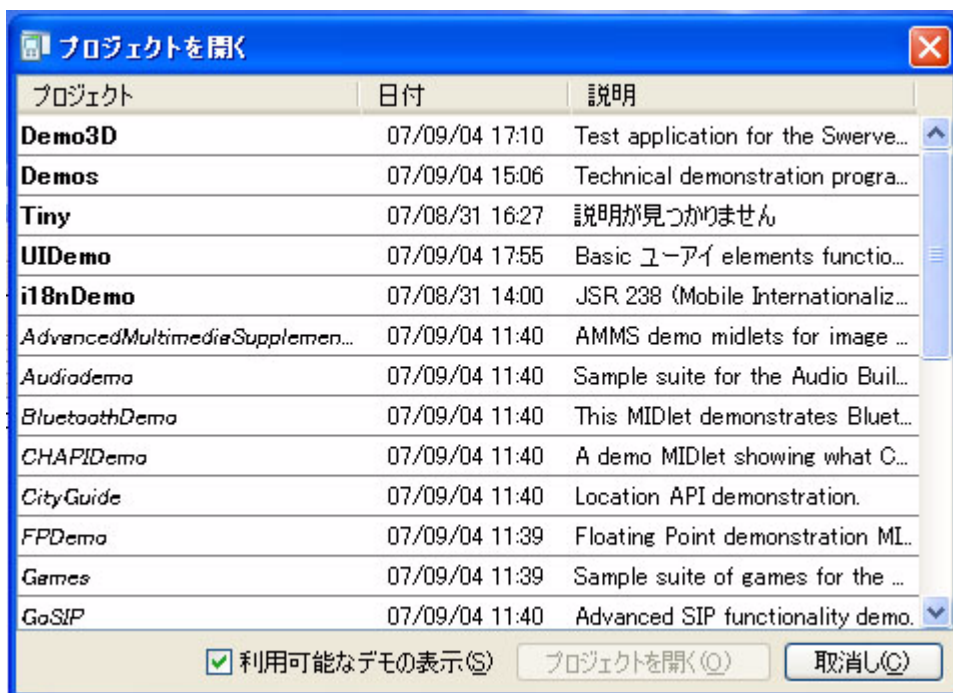 プロジェクトを開く
プロジェクト 日付 説明
Demo3D 07/09/04 17:10 Test application for the Swerve...
Demos 07/09/04 15:06 Technical demonstration progra...
Tiny 07/08/31 16:27 説明が見つかりません
UIDemo 07/09/04 17:55 Basic ユーアイ elements functio...
i18nDemo 07/08/31 14:00 JSR 238 (Mobile Internationaliz...
AdvancedMultimediaSupplemen... 07/09/04 11:40 AMMS demo midlets for image ...
Audiodemo 07/09/04 11:40 Sample suite for the Audio Buil...
BluetoothDemo 07/09/04 11:40 This MIDlet demonstrates Bluet...
CHAPIDemo 07/09/04 11:40 A demo MIDlet showing what C...
CityGuide 07/09/04 11:40 Location API demonstration.
FPDemo 07/09/04 11:39 Floating Point demonstration MI...
Games 07/09/04 11:39 Sample suite of games for the ...
GoSIP 07/09/04 11:40 Advanced SIP functionality demo.
利用可能なデモの表示(S) プロジェクトを開く(O) 取消し(C)